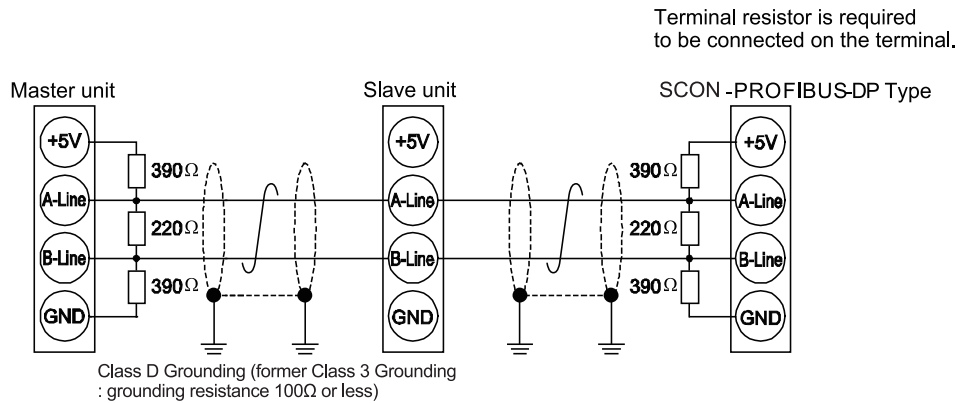 Terminal resistor is required
to be connected on the terminal.
Master unit
Slave unit
SCON -PROFIBUS-DP Type
+5V
390Ω
A-Line
220Ω
B-Line
390Ω
GND
+5V
A-Line
B-Line
GND
390Ω
+5V
A-Line
220Ω
B-Line
390Ω
GND
Class D Grounding (former Class 3 Grounding
: grounding resistance 100Ω or less)